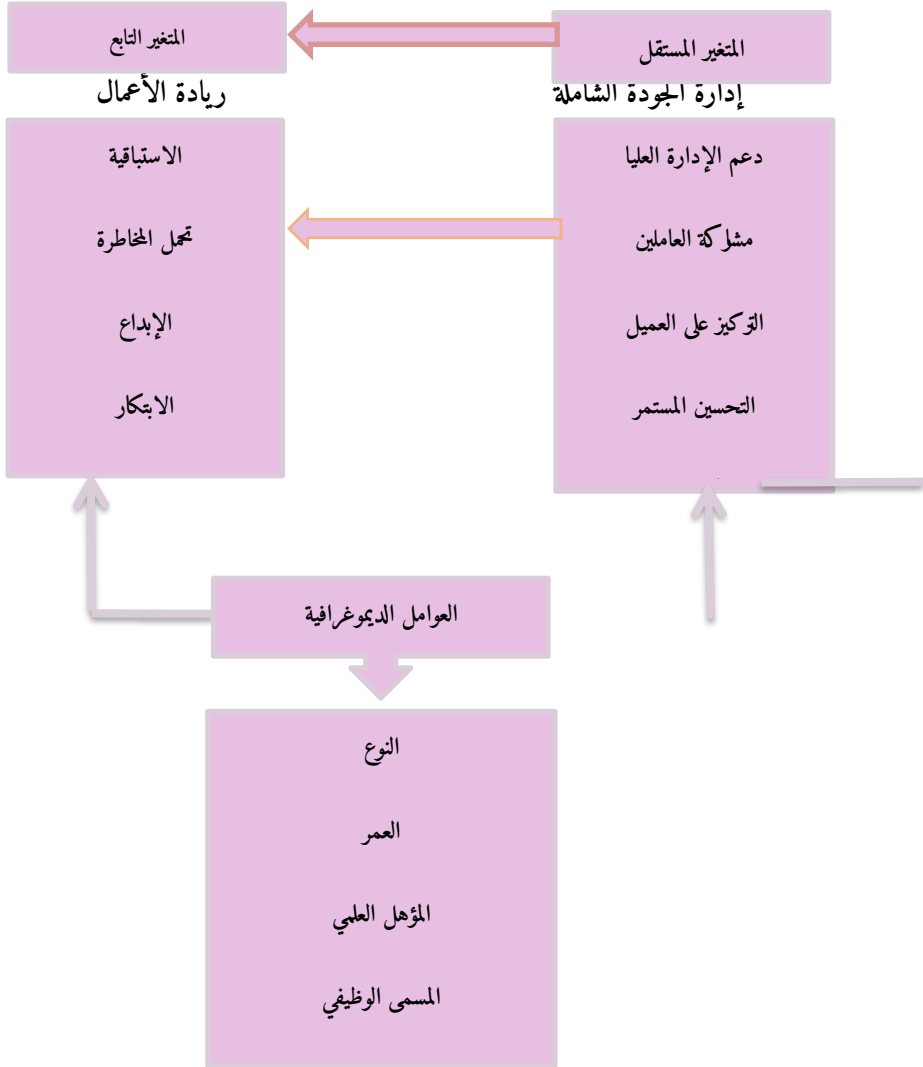 المتغير المستقل
المتغير التابع
إدارة الجودة الشاملة
ريادة الأعمال
دعم الإدارة العليا
مشاركة العاملين
التركيز على العميل
التحسين المستمر
الاستباقية
تحمل المخاطرة
الإبداع
الابتكار
العوامل الديموغرافية
النوع
العمر
المؤهل العلمي
المسمى الوظيفي